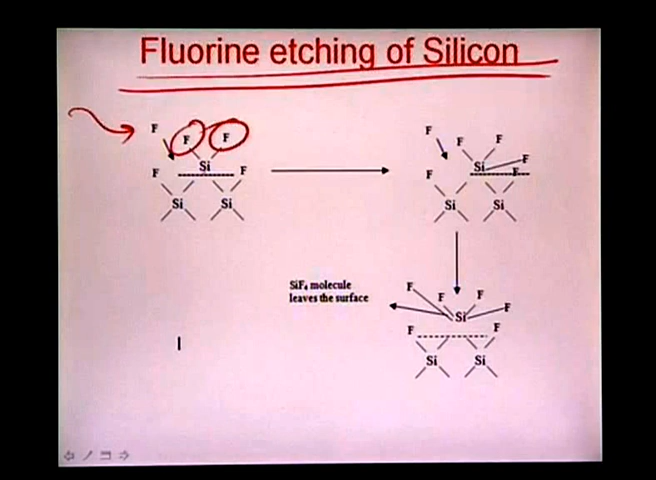 Fluorine etching of Silicon
F F F
Si
F F
Si Si
F F F
Si F
F F
Si Si
SiF₄ molecule
leaves the surface
F F F F
Si
F F
Si Si